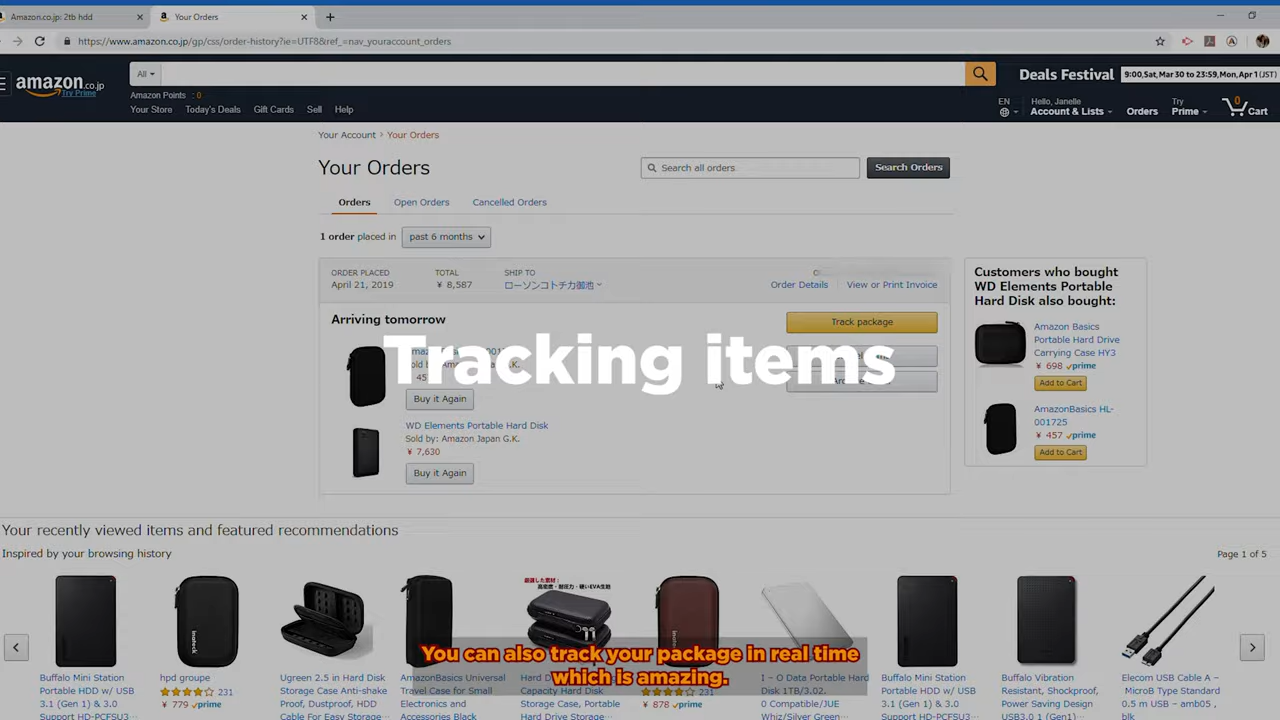 Amazon.co.jp: 2tb hdd
Your Orders
https://www.amazon.co.jp/gp/css/order-history?ie=UTF8&ref_=nav_youraccount_orders
amazon.co.jp
Try Prime
All
Deals Festival
9:00,Sat, Mar 30 to 23:59,Mon, Apr 1 (JST)
Amazon Points : 0
Your Store Today's Deals Gift Cards Sell Help
EN
Hello, Janelle
Account & Lists
Orders
Try
Prime
0
Cart
Your Account › Your Orders
Your Orders
Search all orders
Search Orders
Orders Open Orders Cancelled Orders
1 order placed in past 6 months
ORDER PLACED
April 21, 2019
TOTAL
¥ 8,587
SHIP TO
ローソンコトチカ御池
Order Details View or Print Invoice
Arriving tomorrow
Track package
Tracking items
Buy it Again
WD Elements Portable Hard Disk
Sold by: Amazon Japan G.K.
¥ 7,630
Buy it Again
Customers who bought
WD Elements Portable
Hard Disk also bought:
Amazon Basics
Portable Hard Drive
Carrying Case HY3
¥ 698 prime
Add to Cart
AmazonBasics HL-
001725
¥ 457 prime
Add to Cart
Your recently viewed items and featured recommendations
Inspired by your browsing history
Page 1 of 5
Buffalo Mini Station
Portable HDD w/ USB
3.1 (Gen 1) & 3.0
Support HD-PCFSU3...
hpd groupe
231
¥ 779 prime
Ugreen 2.5 in Hard Disk
Storage Case Anti-shake
Proof, Dustproof, HDD
Case For Easy Storage...
AmazonBasics Universal
Travel Case for Small
Electronics and
Accessories Black
Capacity Hard Disk
Storage Case, Portable
Hard Drive Storage...
231
¥ 878 prime
I - O Data Portable Hard
Disk 1TB/3.02.
0 Compatible/JUE
Whiz/Silver Green...
Buffalo Mini Station
Portable HDD w/ USB
3.1 (Gen 1) & 3.0
Support HD-PCFSU3...
Buffalo Vibration
Resistant, Shockproof,
Power Saving Design
USB3.0 1 (Gen1)...
Elecom USB Cable A –
MicroB Type Standard
0.5 m USB – amb05 ,
blk
You can also track your package in real time
which is amazing.